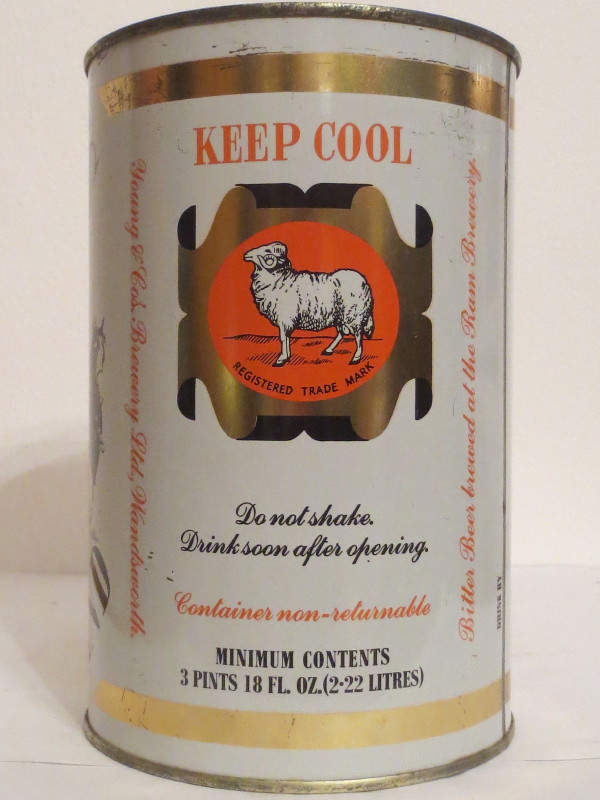 KEEP COOL
Young & Co's Brewery Ltd, Wandsworth.
REGISTERED TRADE MARK
Bitter Beer brewed at the Ram Brewery.
Do not shake.
Drink soon after opening.
Container non-returnable
MINIMUM CONTENTS
3 PINTS 18 FL. OZ.(2·22 LITRES)
DRINK BY